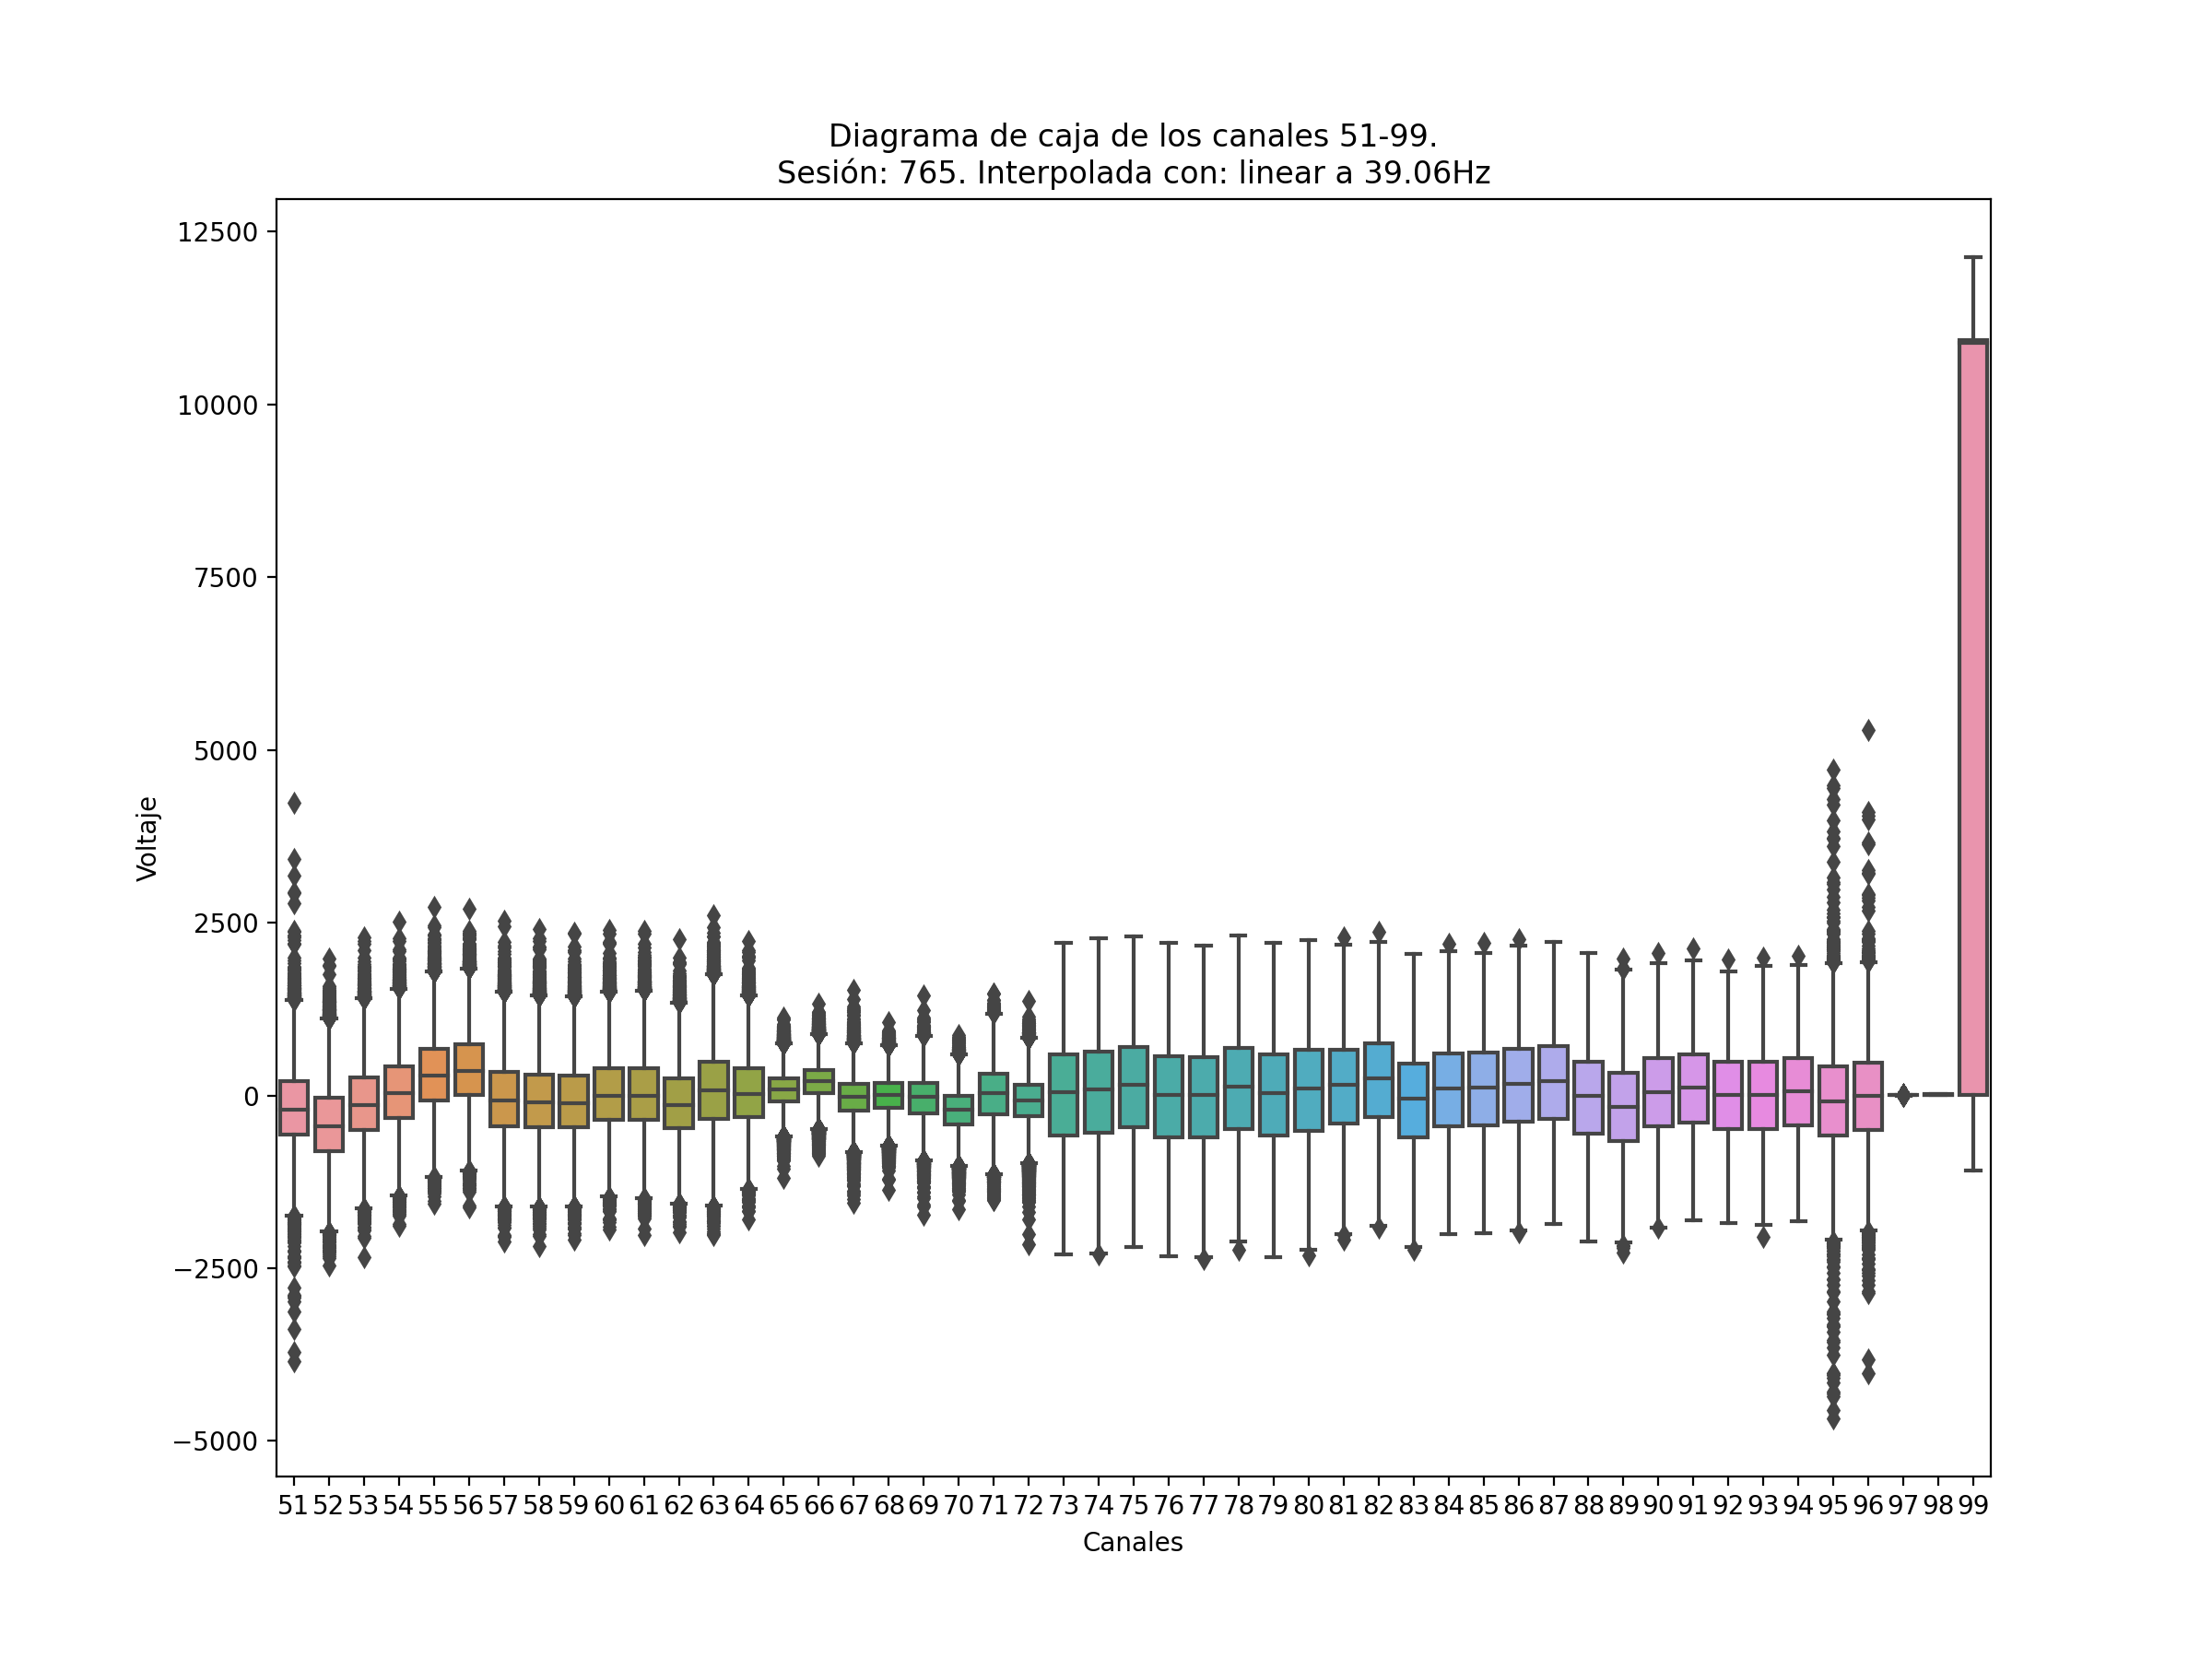 Diagrama de caja de los canales 51-99.
Sesión: 765. Interpolada con: linear a 39.06Hz
12500
10000
7500
5000
2500
0
−2500
−5000
Voltaje
51 52 53 54 55 56 57 58 59 60 61 62 63 64 65 66 67 68 69 70 71 72 73 74 75 76 77 78 79 80 81 82 83 84 85 86 87 88 89 90 91 92 93 94 95 96 97 98 99
Canales